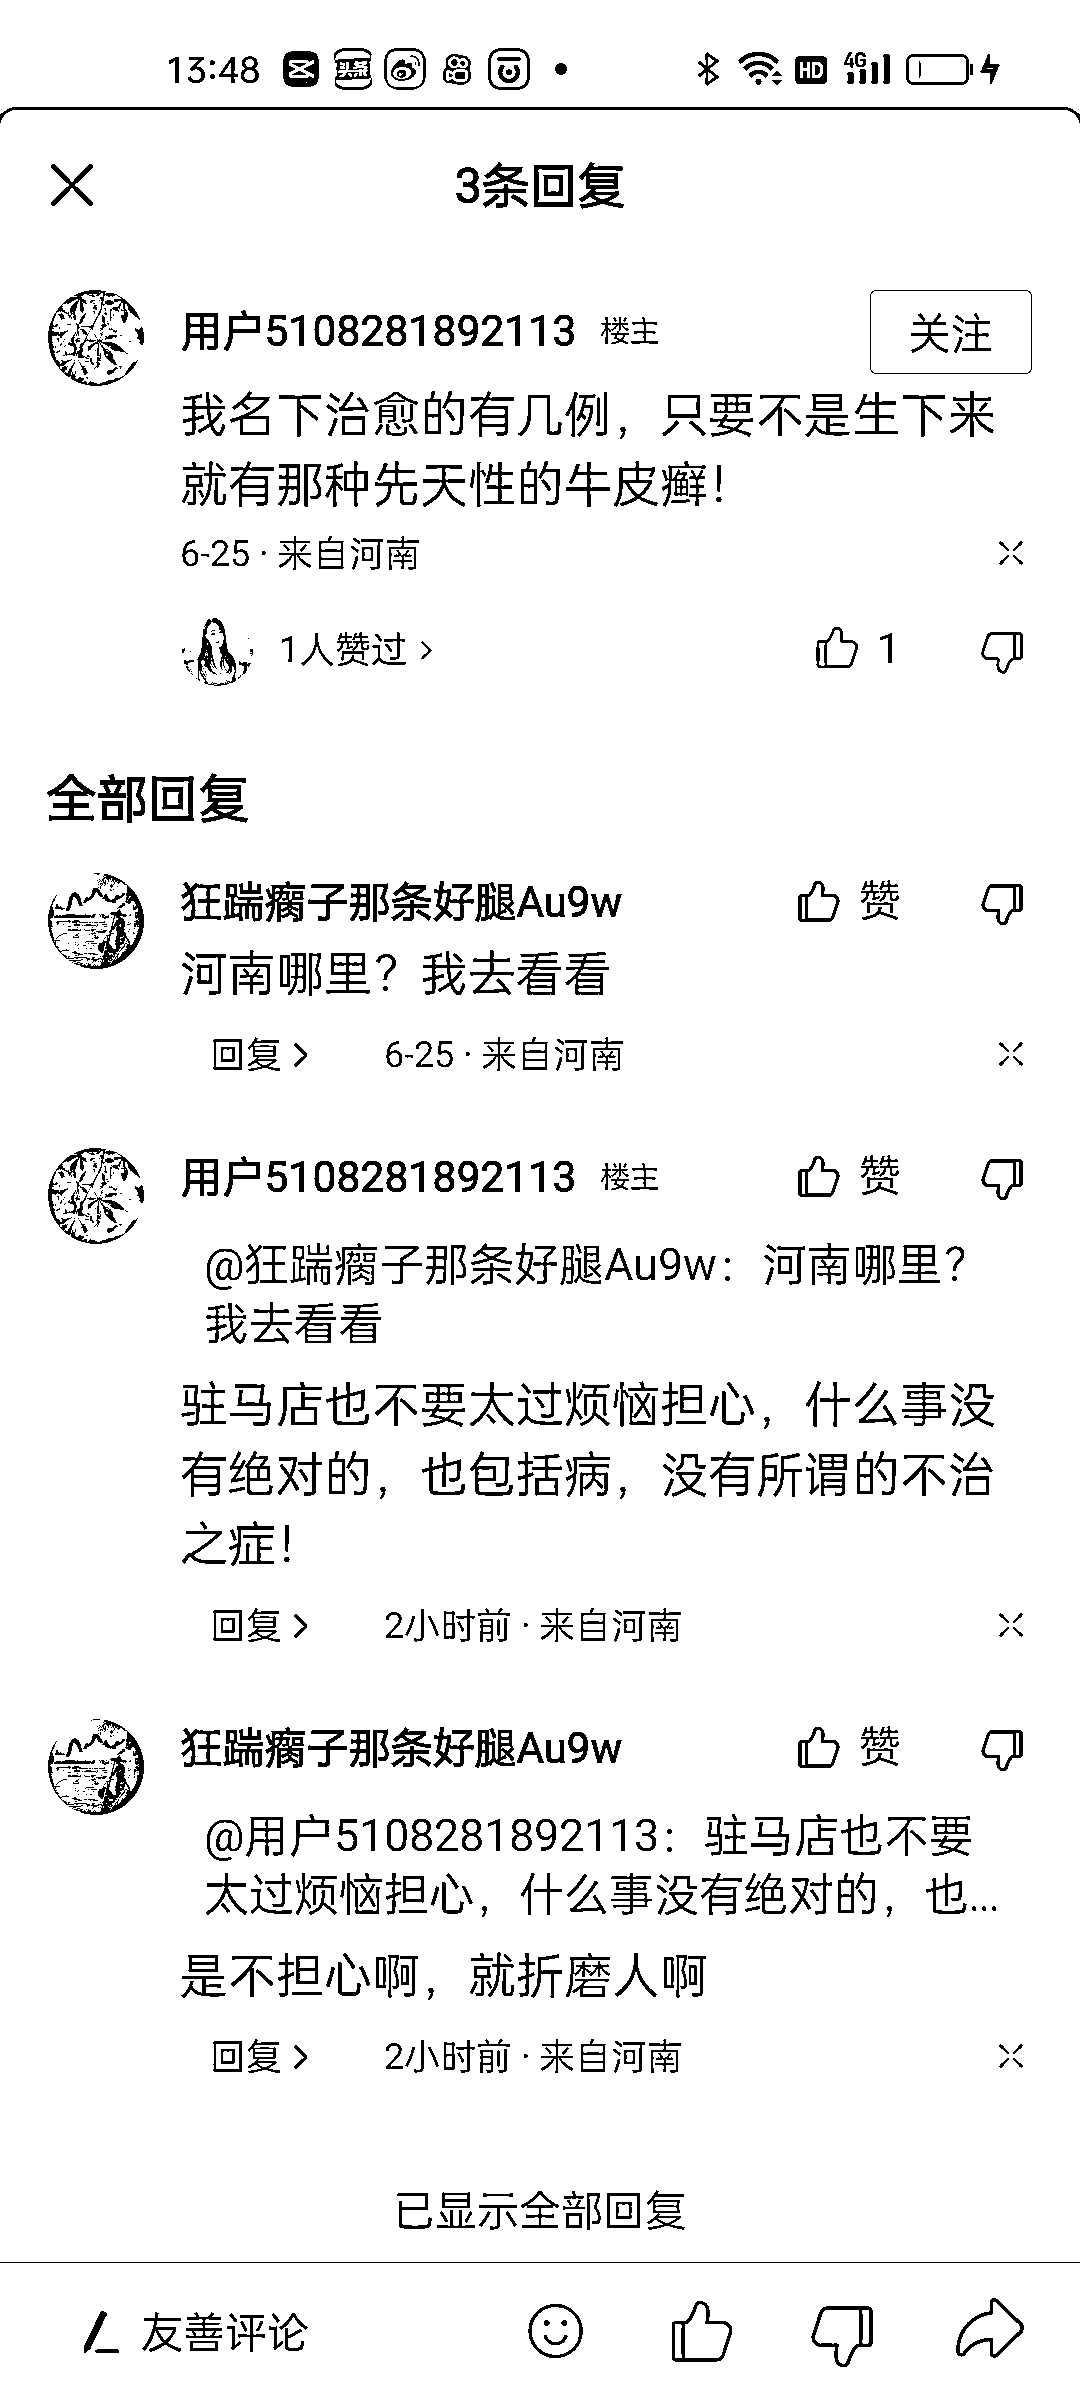 13:48 头条 HD 4G
3条回复
用户5108281892113 楼主 关注
我名下治愈的有几例，只要不是生下来
就有那种先天性的牛皮癣！
6-25 · 来自河南
1人赞过 1
全部回复
狂踹瘸子那条好腿Au9w 赞
河南哪里？我去看看
回复 6-25 · 来自河南
用户5108281892113 楼主 赞
@狂踹瘸子那条好腿Au9w：河南哪里？
我去看看
驻马店也不要太过烦恼担心，什么事没
有绝对的，也包括病，没有所谓的不治
之症！
回复 2小时前 · 来自河南
狂踹瘸子那条好腿Au9w 赞
@用户5108281892113：驻马店也不要
太过烦恼担心，什么事没有绝对的，也...
是不担心啊，就折磨人啊
回复 2小时前 · 来自河南
已显示全部回复
友善评论